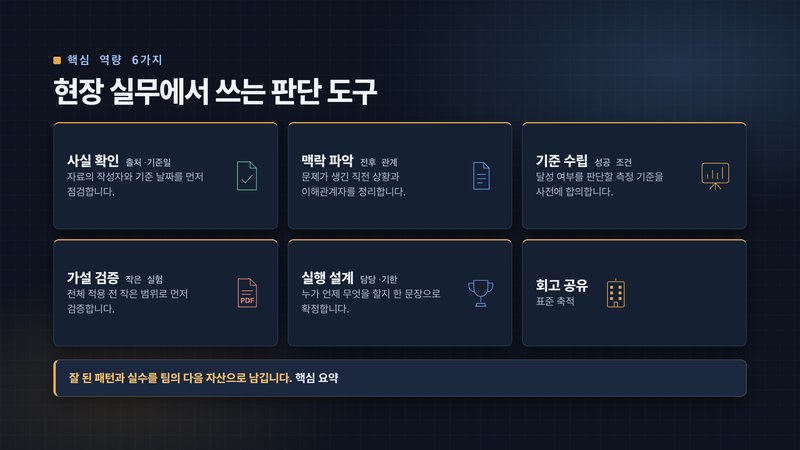 핵심 역량 6가지
현장 실무에서 쓰는 판단 도구
사실 확인 출처 ·기준일
자료의 작성자와 기준 날짜를 먼저
점검합니다.
맥락 파악 전후 관계
문제가 생긴 직전 상황과
이해관계자를 정리합니다.
기준 수립 성공 조건
달성 여부를 판단할 측정 기준을
사전에 합의합니다.
가설 검증 작은 실험
전체 적용 전 작은 범위로 먼저
검증합니다.
PDF
실행 설계 담당 ·기한
누가 언제 무엇을 할지 한 문장으로
확정합니다.
회고 공유
표준 축적
잘 된 패턴과 실수를 팀의 다음 자산으로 남깁니다. 핵심 요약